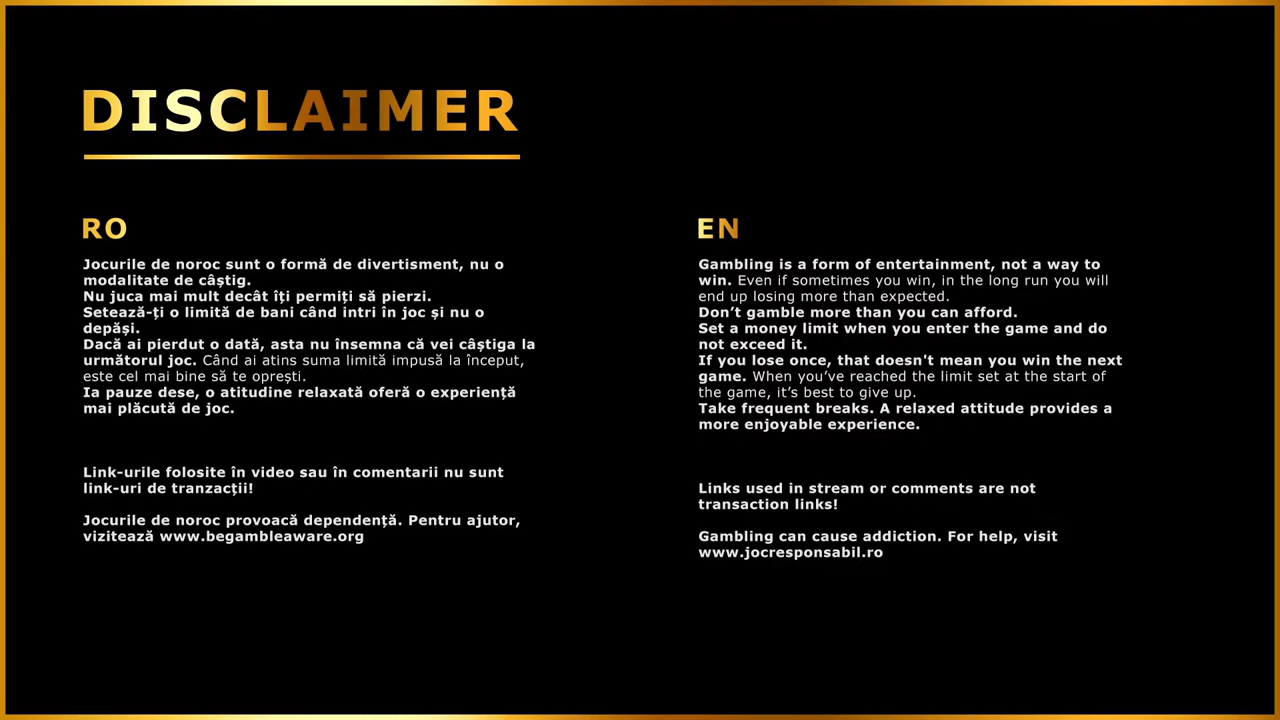 DISCLAIMER
RO
Jocurile de noroc sunt o formă de divertisment, nu o
modalitate de câștig.
Nu juca mai mult decât îți permiți să pierzi.
Setează-ți o limită de bani când intri în joc și nu o
depăși.
Dacă ai pierdut o dată, asta nu însemna că vei câștiga la
următorul joc. Când ai atins suma limită impusă la început,
este cel mai bine să te oprești.
Ia pauze dese, o atitudine relaxată oferă o experiență
mai plăcută de joc.
Link-urile folosite în video sau în comentarii nu sunt
link-uri de tranzacții!
Jocurile de noroc provoacă dependență. Pentru ajutor,
vizitează www.begambleaware.org
EN
Gambling is a form of entertainment, not a way to
win. Even if sometimes you win, in the long run you will
end up losing more than expected.
Don’t gamble more than you can afford.
Set a money limit when you enter the game and do
not exceed it.
If you lose once, that doesn't mean you win the next
game. When you’ve reached the limit set at the start of
the game, it’s best to give up.
Take frequent breaks. A relaxed attitude provides a
more enjoyable experience.
Links used in stream or comments are not
transaction links!
Gambling can cause addiction. For help, visit
www.jocresponsabil.ro